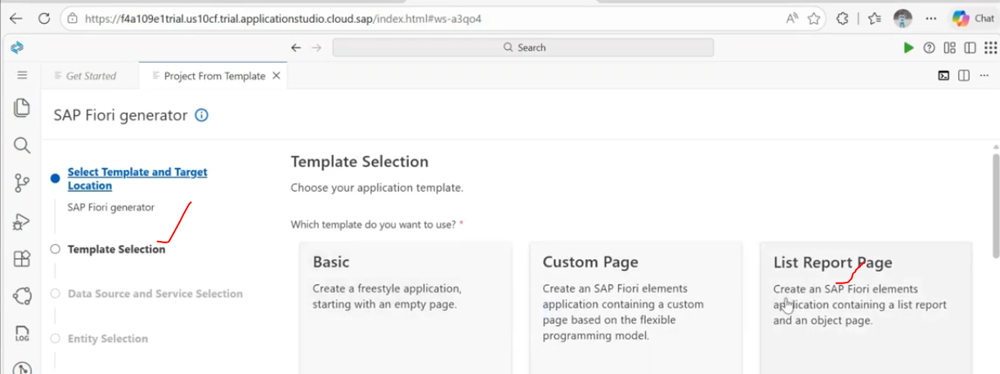 https://f4a109e1trial.us10cf.trial.applicationstudio.cloud.sap/index.html#ws-a3qo4
Chat
Search
Get Started
Project From Template
SAP Fiori generator
Select Template and Target
Location
SAP Fiori generator
Template Selection
Data Source and Service Selection
Entity Selection
LOG
Template Selection
Choose your application template.
Which template do you want to use? *
Basic
Create a freestyle application,
starting with an empty page.
Custom Page
Create an SAP Fiori elements
application containing a custom
page based on the flexible
programming model.
List Report Page
Create an SAP Fiori elements
application containing a list report
and an object page.